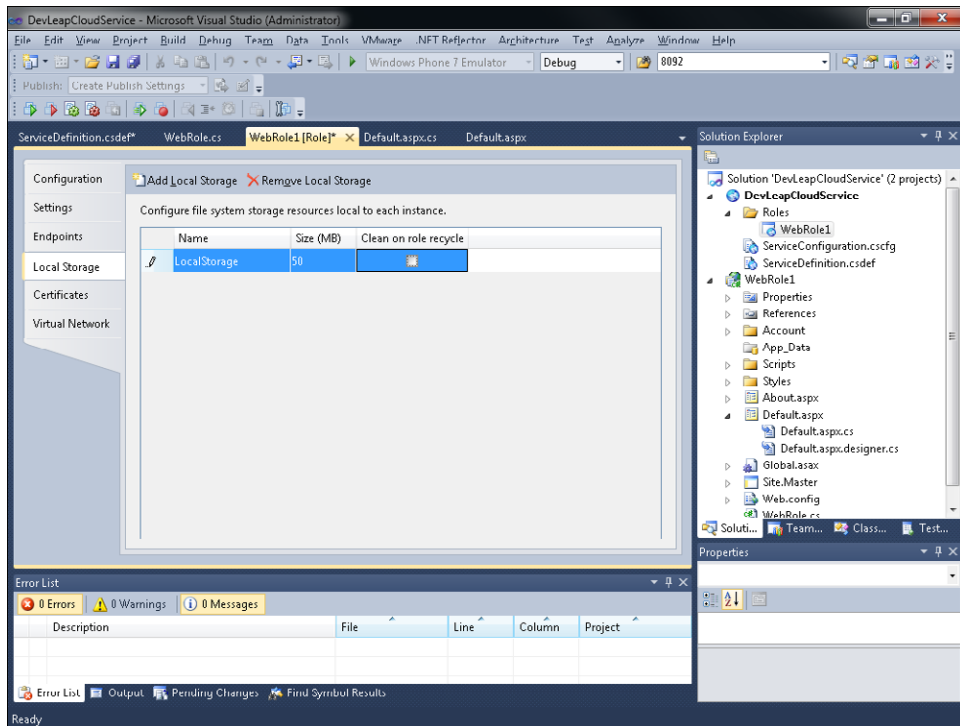 DevLeapCloudService - Microsoft Visual Studio (Administrator)
File Edit View Project Build Debug Team Data Tools VMware .NET Reflector Architecture Test Analyze Window Help
Windows Phone 7 Emulator Debug 8092
Publish: Create Publish Settings
ServiceDefinition.csdef* WebRole.cs WebRole1 [Role]* Default.aspx.cs Default.aspx
Configuration
Settings
Endpoints
Local Storage
Certificates
Virtual Network
Add Local Storage Remove Local Storage
Configure file system storage resources local to each instance.
Name Size (MB) Clean on role recycle
LocalStorage 50
Solution Explorer
Solution 'DevLeapCloudService' (2 projects)
DevLeapCloudService
Roles
WebRole1
ServiceConfiguration.cscfg
ServiceDefinition.csdef
WebRole1
Properties
References
Account
App_Data
Scripts
Styles
About.aspx
Default.aspx
Default.aspx.cs
Default.aspx.designer.cs
Global.asax
Site.Master
Web.config
WebRole.cs
Soluti... Team... Class... Test...
Properties
Error List
0 Errors 0 Warnings 0 Messages
Description File Line Column Project
Error List Output Pending Changes Find Symbol Results
Ready